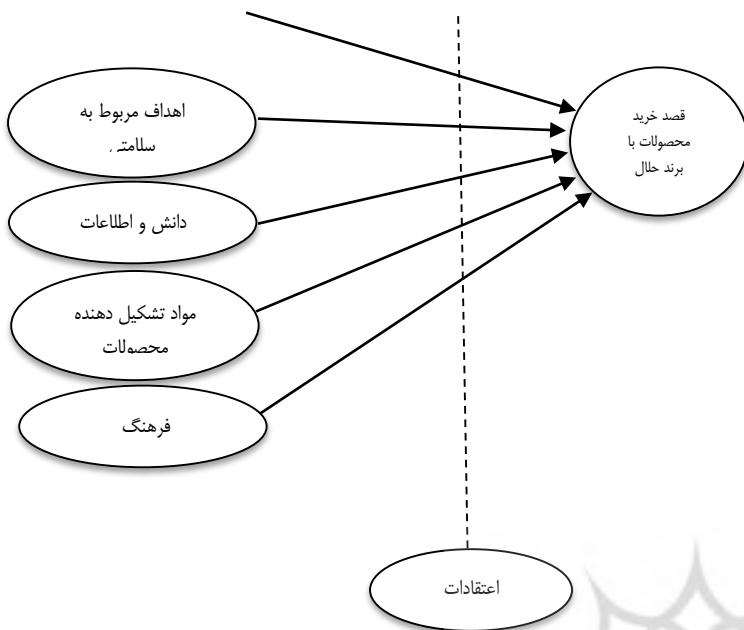 اهداف مربوط به
سلامتی
قصد خرید
محصولات با
برند حلال
دانش و اطلاعات
مواد تشکیل دهنده
محصولات
فرهنگ
اعتقادات